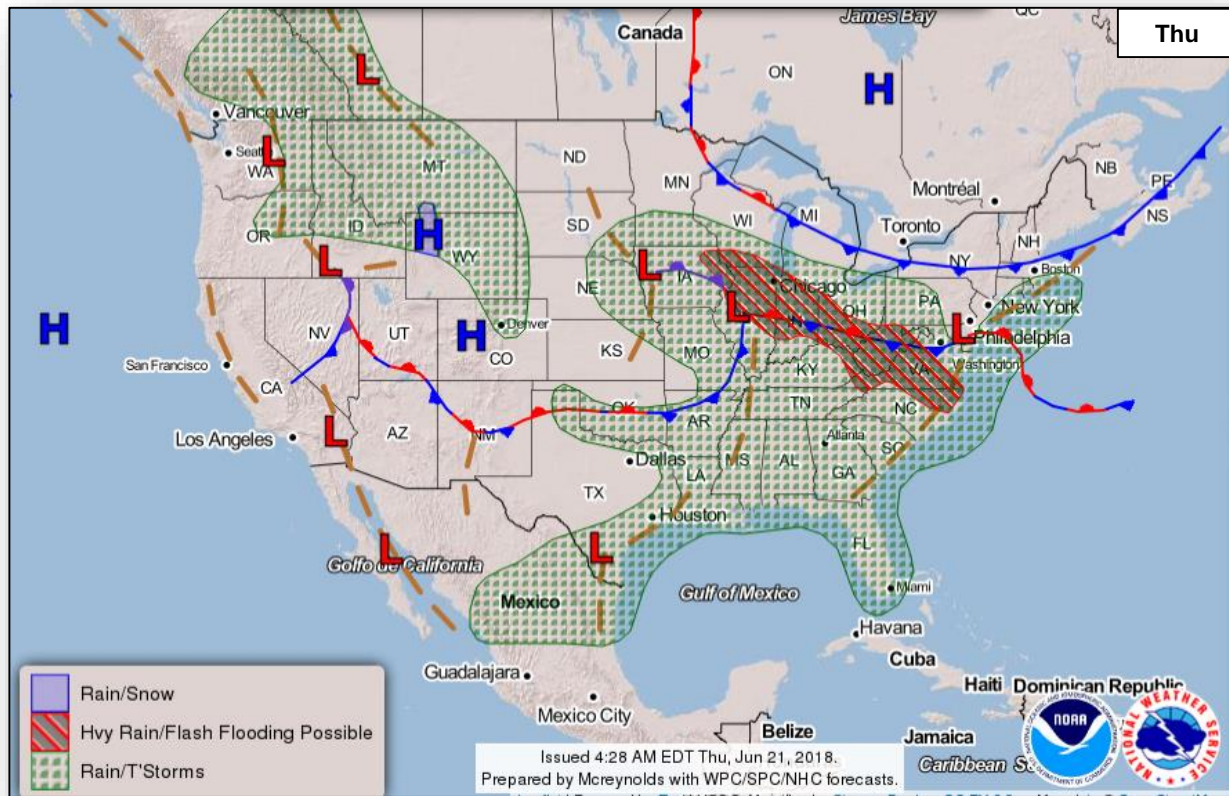 James Bay
QC
Thu
Canada
ON
H
L
Vancouver
Seattl
L
WA
MT
ND
MN
NB
PE
NS
Montréal
OR
ID
H
WY
SD
WI
MI
Toronto
NH
NY
Boston
L
NE
L
IA
Chicago
OH
PA
New York
H
NV
UT
H
Denver
CO
L
IN
L
Philadelphia
San Francisco
CA
KS
MO
KY
VA
Washington
OK
TN
NC
Los Angeles
L
AZ
NM
AR
Atlanta
Dallas
MS
AL
GA
SC
LA
TX
Houston
L
Golfo de California
L
FL
Mexico
Gulf of Mexico
Miami
Havana
Cuba
Guadalajara
Haiti
Dominican Republic
Mexico City
Belize
Jamaica
Caribbean Se
Rain/Snow
Hvy Rain/Flash Flooding Possible
Rain/T'Storms
Issued 4:28 AM EDT Thu, Jun 21, 2018.
Prepared by Mcreynolds with WPC/SPC/NHC forecasts.
NOAA
NATIONAL WEATHER SERVICE